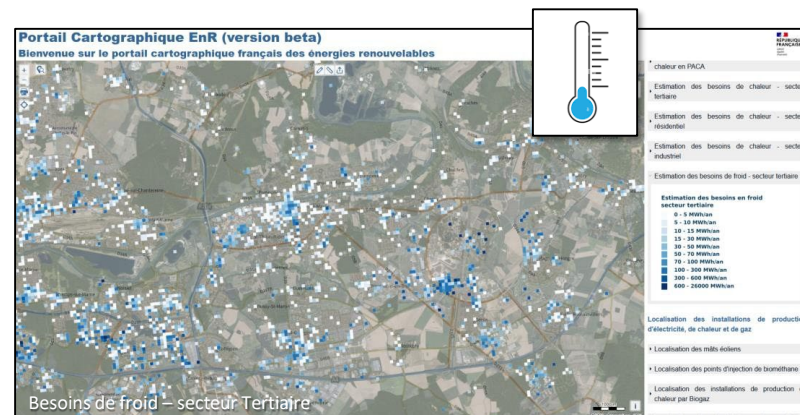 Portail Cartographique EnR (version beta)
Bienvenue sur le portail cartographique français des énergies renouvelables
RÉPUBLIQUE
FRANÇAISE
chaleur en PACA
Estimation des besoins de chaleur - secte
tertiaire
Estimation des besoins de chaleur - secte
résidentiel
Estimation des besoins de chaleur - secte
industriel
Estimation des besoins de froid - secteur tertiaire
Estimation des besoins en froid
secteur tertiaire
0 - 5 MWh/an
5 - 10 MWh/an
10 - 15 MWh/an
15 - 30 MWh/an
30 - 50 MWh/an
50 - 70 MWh/an
70 - 100 MWh/an
100 - 300 MWh/an
300 - 600 MWh/an
600 - 26000 MWh/an
Localisation des installations de productio
d'électricité, de chaleur et de gaz
Localisation des mâts éoliens
Localisation des points d'injection de biométhane
Localisation des installations de production
chaleur par Biogaz
Besoins de froid – secteur Tertiaire